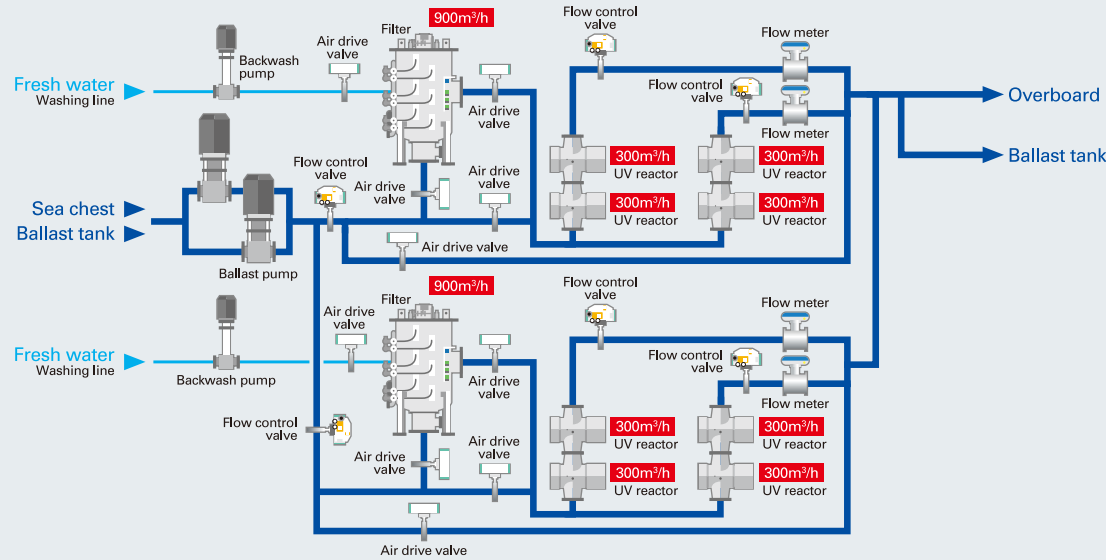 Flow control
valve
900m³/h
Filter
Flow meter
Air drive
valve
Backwash
pump
Air drive
valve
Flow control
valve
Fresh water
Washing line
Flow meter
Overboard
300m³/h
UV reactor
300m³/h
UV reactor
Ballast tank
Flow control
valve
Air drive
valve
Air drive
valve
300m³/h
UV reactor
300m³/h
UV reactor
Sea chest
Ballast tank
Air drive valve
Ballast pump
900m³/h
Filter
Flow control
valve
Flow meter
Air drive
valve
Fresh water
Washing line
Backwash pump
Air drive
valve
Flow control
valve
Flow meter
Flow control
valve
300m³/h
UV reactor
300m³/h
UV reactor
Air drive
valve
Air drive
valve
300m³/h
UV reactor
300m³/h
UV reactor
Air drive valve